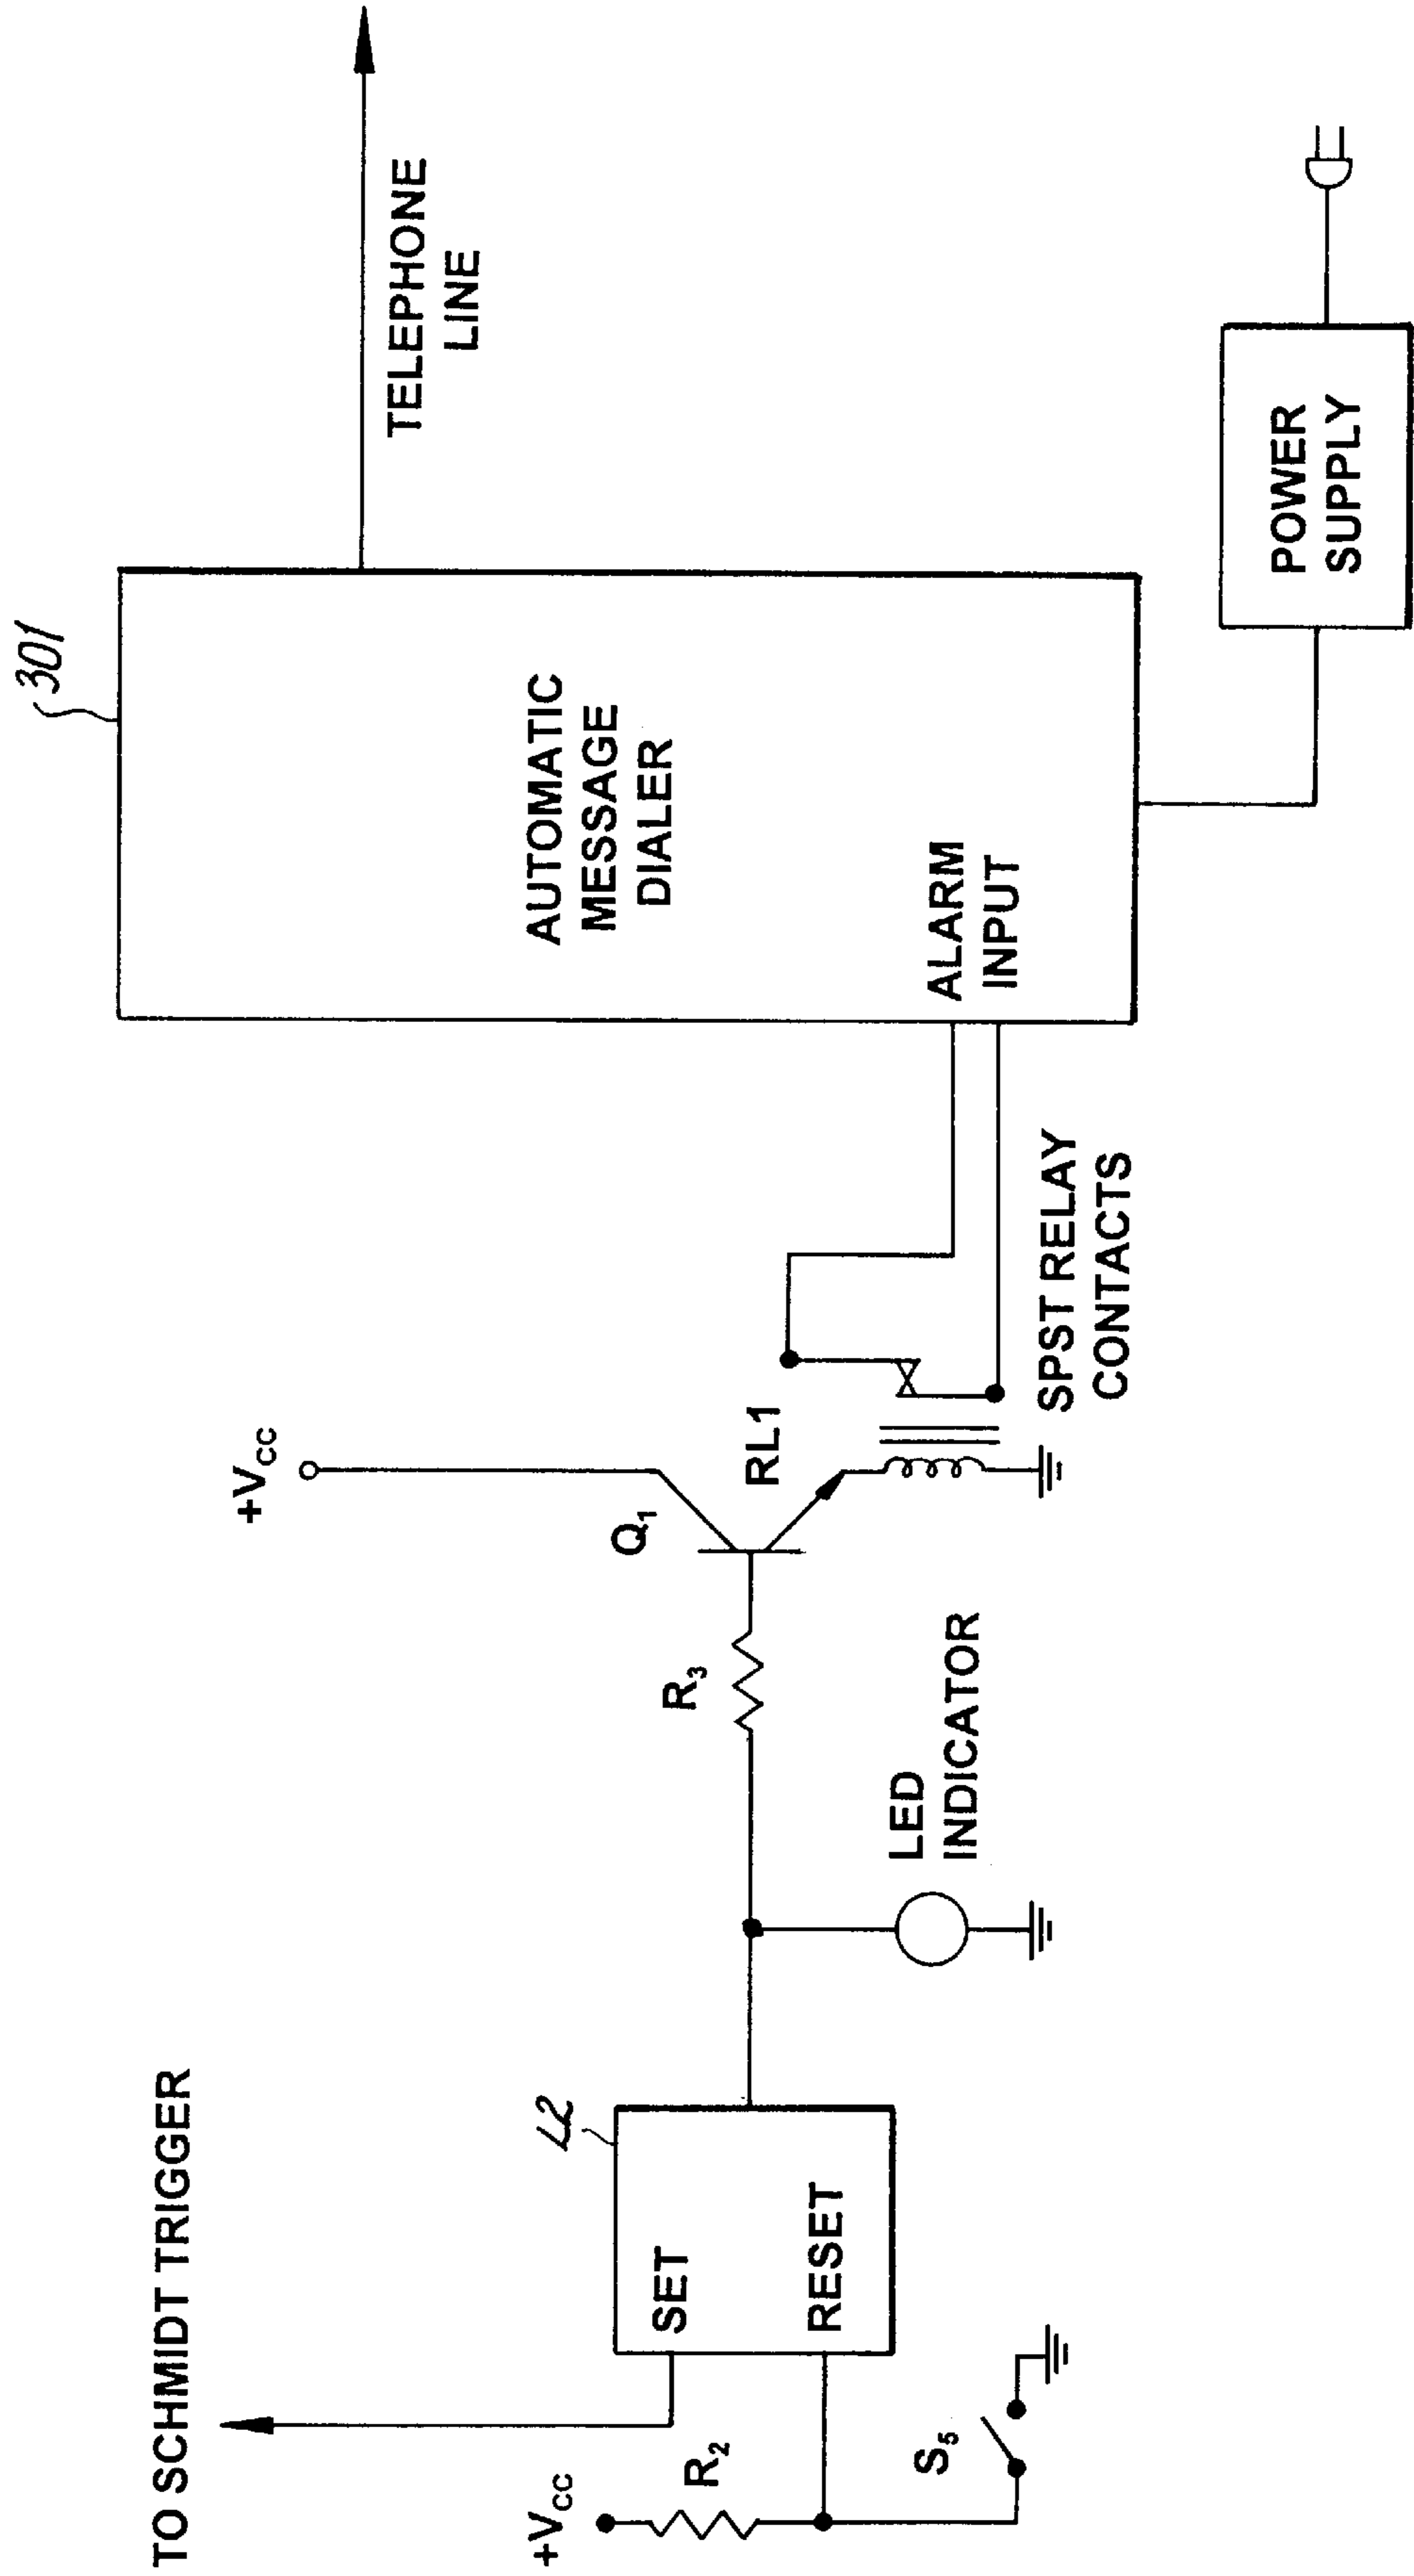 TO SCHMIDT TRIGGER
+VCC
R2
S5
SET
RESET
L2
LED
INDICATOR
R3
Q1
+VCC
RL1
SPST RELAY
CONTACTS
301
AUTOMATIC
MESSAGE
DIALER
ALARM
INPUT
TELEPHONE
LINE
POWER
SUPPLY